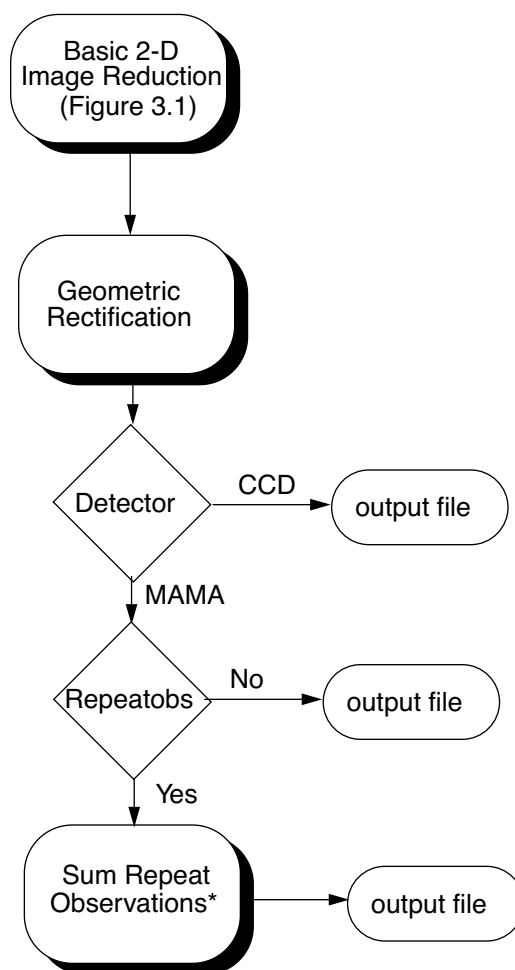 Basic 2-D
Image Reduction
(Figure 3.1)
Geometric
Rectification
Detector
CCD
output file
MAMA
Repeatobs
No
output file
Yes
Sum Repeat
Observations*
output file